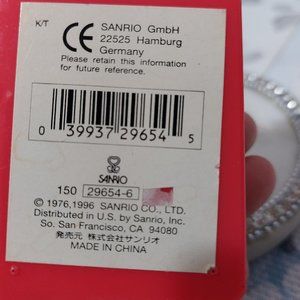 K/T
CE SANRIO GmbH
22525 Hamburg
Germany
Please retain this information
for future reference.
0 39937 29654 5
SANRIO
150 29654-6
© 1976,1996 SANRIO CO., LTD.
Distributed in U.S. by Sanrio, Inc.
So. San Francisco, CA 94080
発売元 株式会社サンリオ
MADE IN CHINA